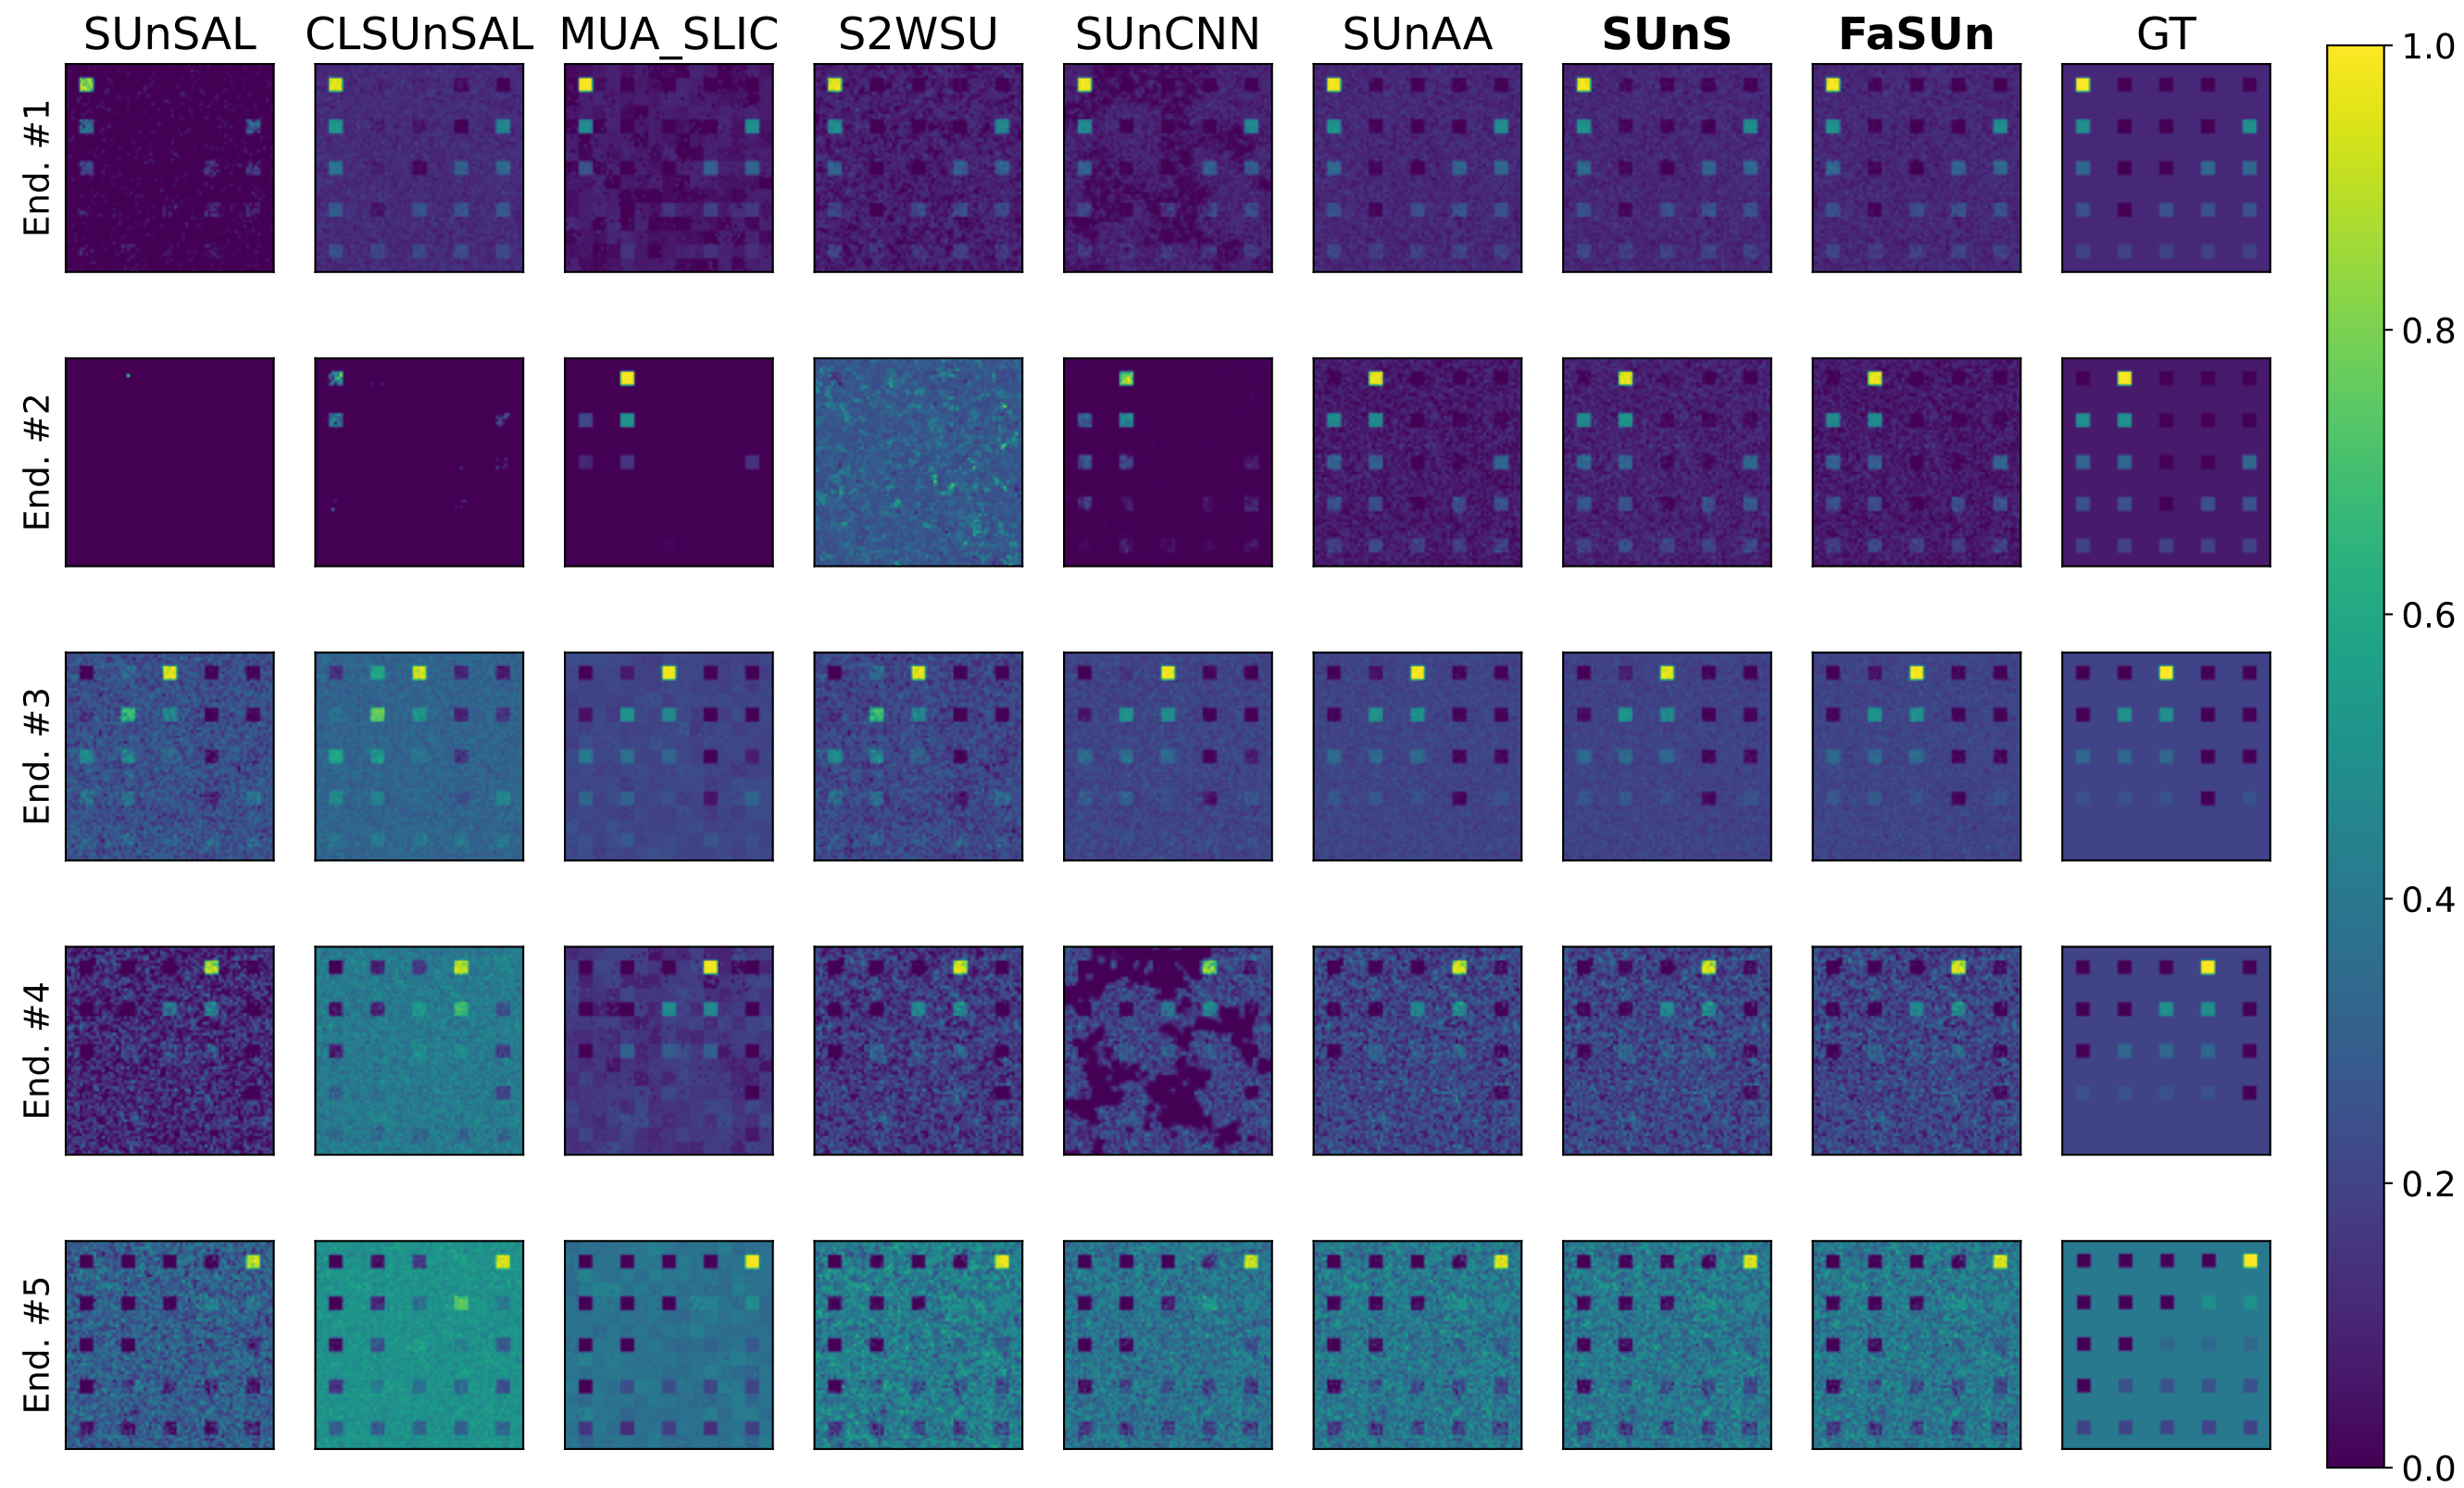 SUnSAL CLSUnSAL MUA_SLIC S2WSU SUnCNN SUnAA SUnS FaSUn GT
End. #1
End. #2
End. #3
End. #4
End. #5
1.0
0.8
0.6
0.4
0.2
0.0